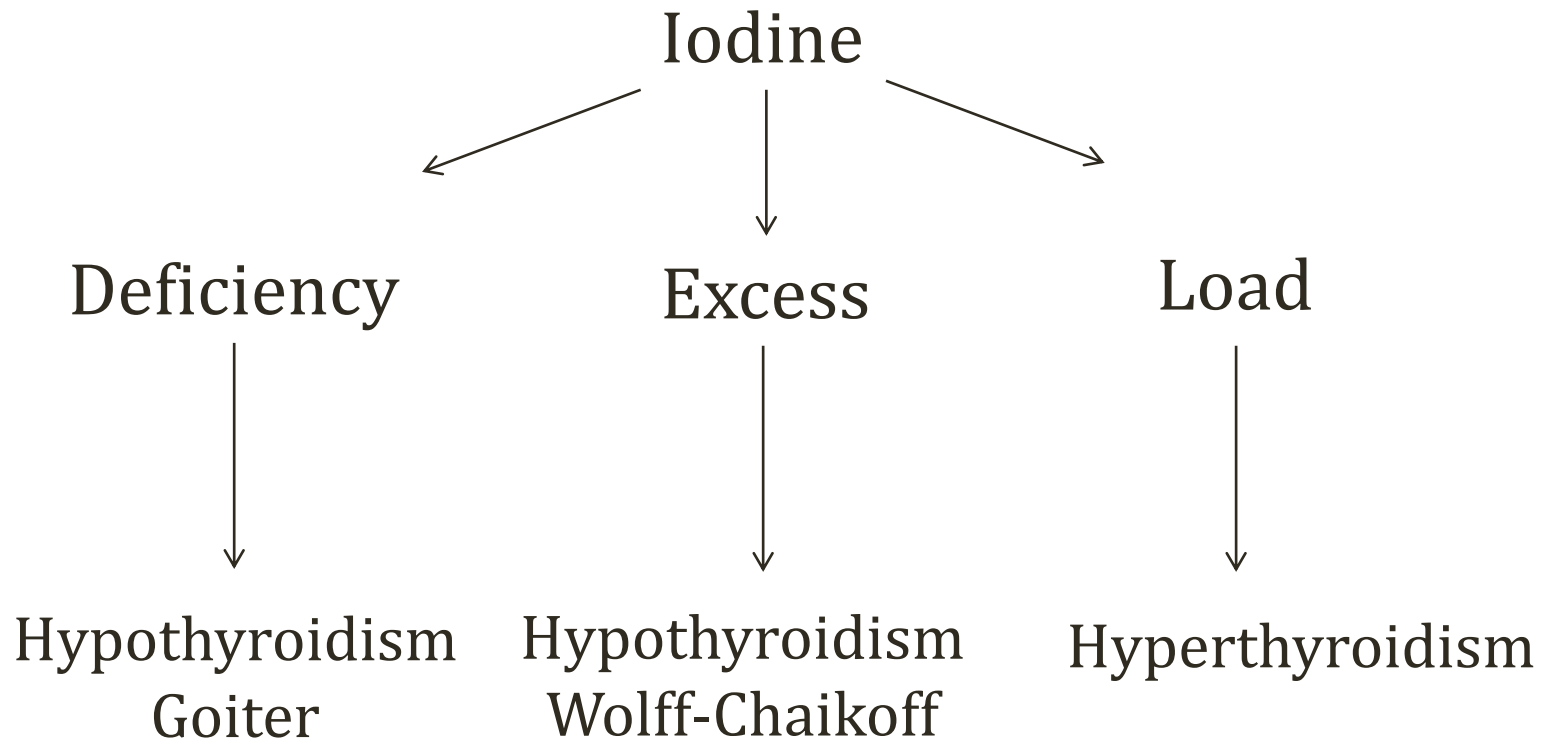 Iodine
Deficiency
Excess
Load
Hypothyroidism
Goiter
Hypothyroidism
Wolff-Chaikoff
Hyperthyroidism